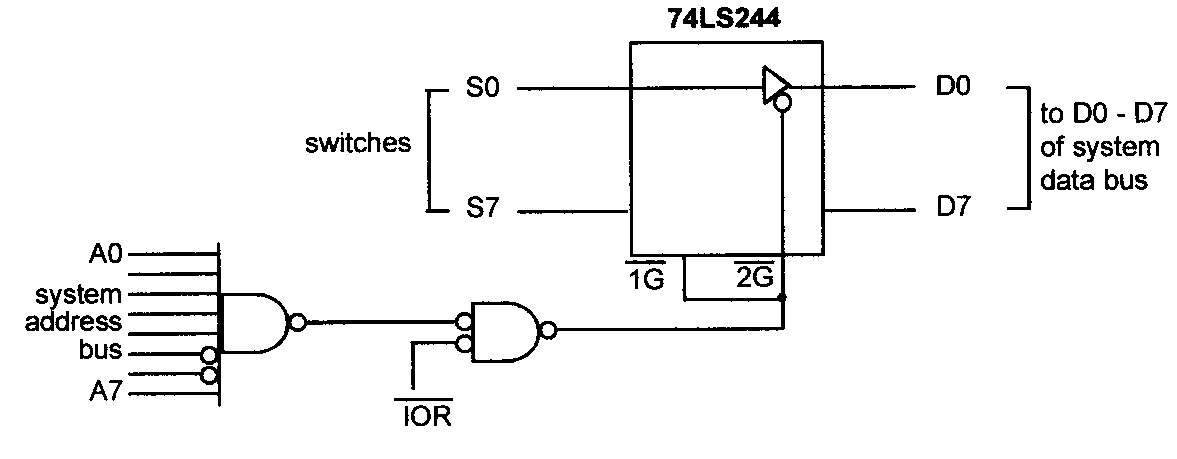 74LS244
S0
D0
switches
to D0 - D7
of system
data bus
S7
D7
A0
1G
2G
system
address
bus
A7
IOR